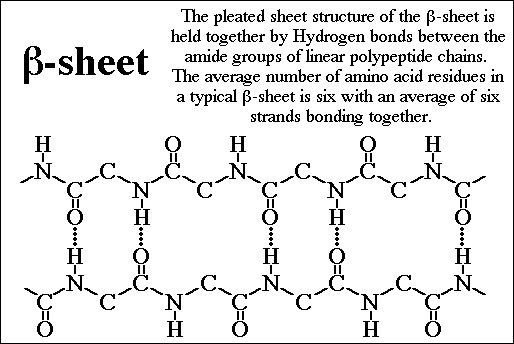 β-sheet
The pleated sheet structure of the β-sheet is
held together by Hydrogen bonds between the
amide groups of linear polypeptide chains.
The average number of amino acid residues in
a typical β-sheet is six with an average of six
strands bonding together.
H O H O H
N C C N C C N
C N C C N C C
O H O H O
H O H O H
N C C N C C N
C C N C C N C
O H O H O